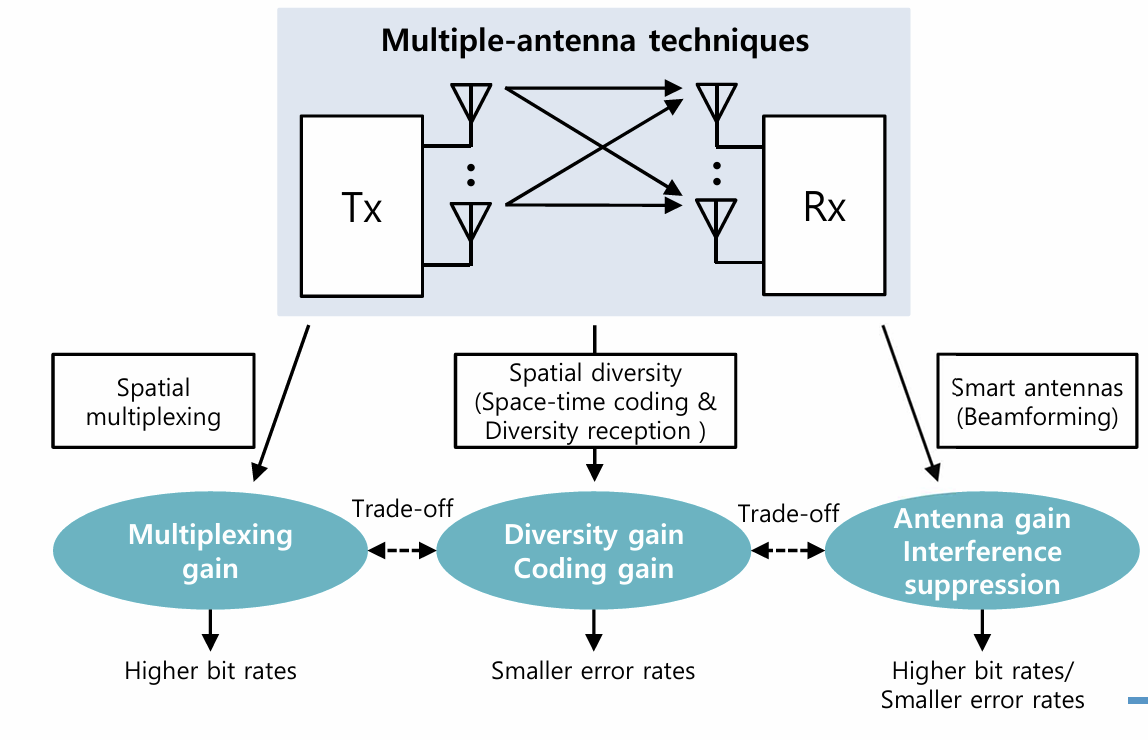 Multiple-antenna techniques
Tx
Rx
Spatial
multiplexing
Spatial diversity
(Space-time coding &
Diversity reception )
Smart antennas
(Beamforming)
Trade-off
Trade-off
Multiplexing
gain
Diversity gain
Coding gain
Antenna gain
Interference
suppression
Higher bit rates
Smaller error rates
Higher bit rates/
Smaller error rates